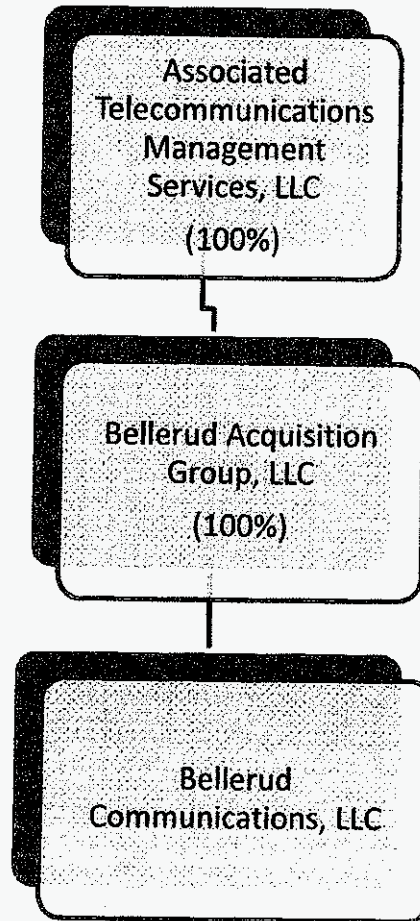 Associated
Telecommunications
Management
Services, LLC
(100%)
Bellerud Acquisition
Group, LLC
(100%)
Bellerud
Communications, LLC